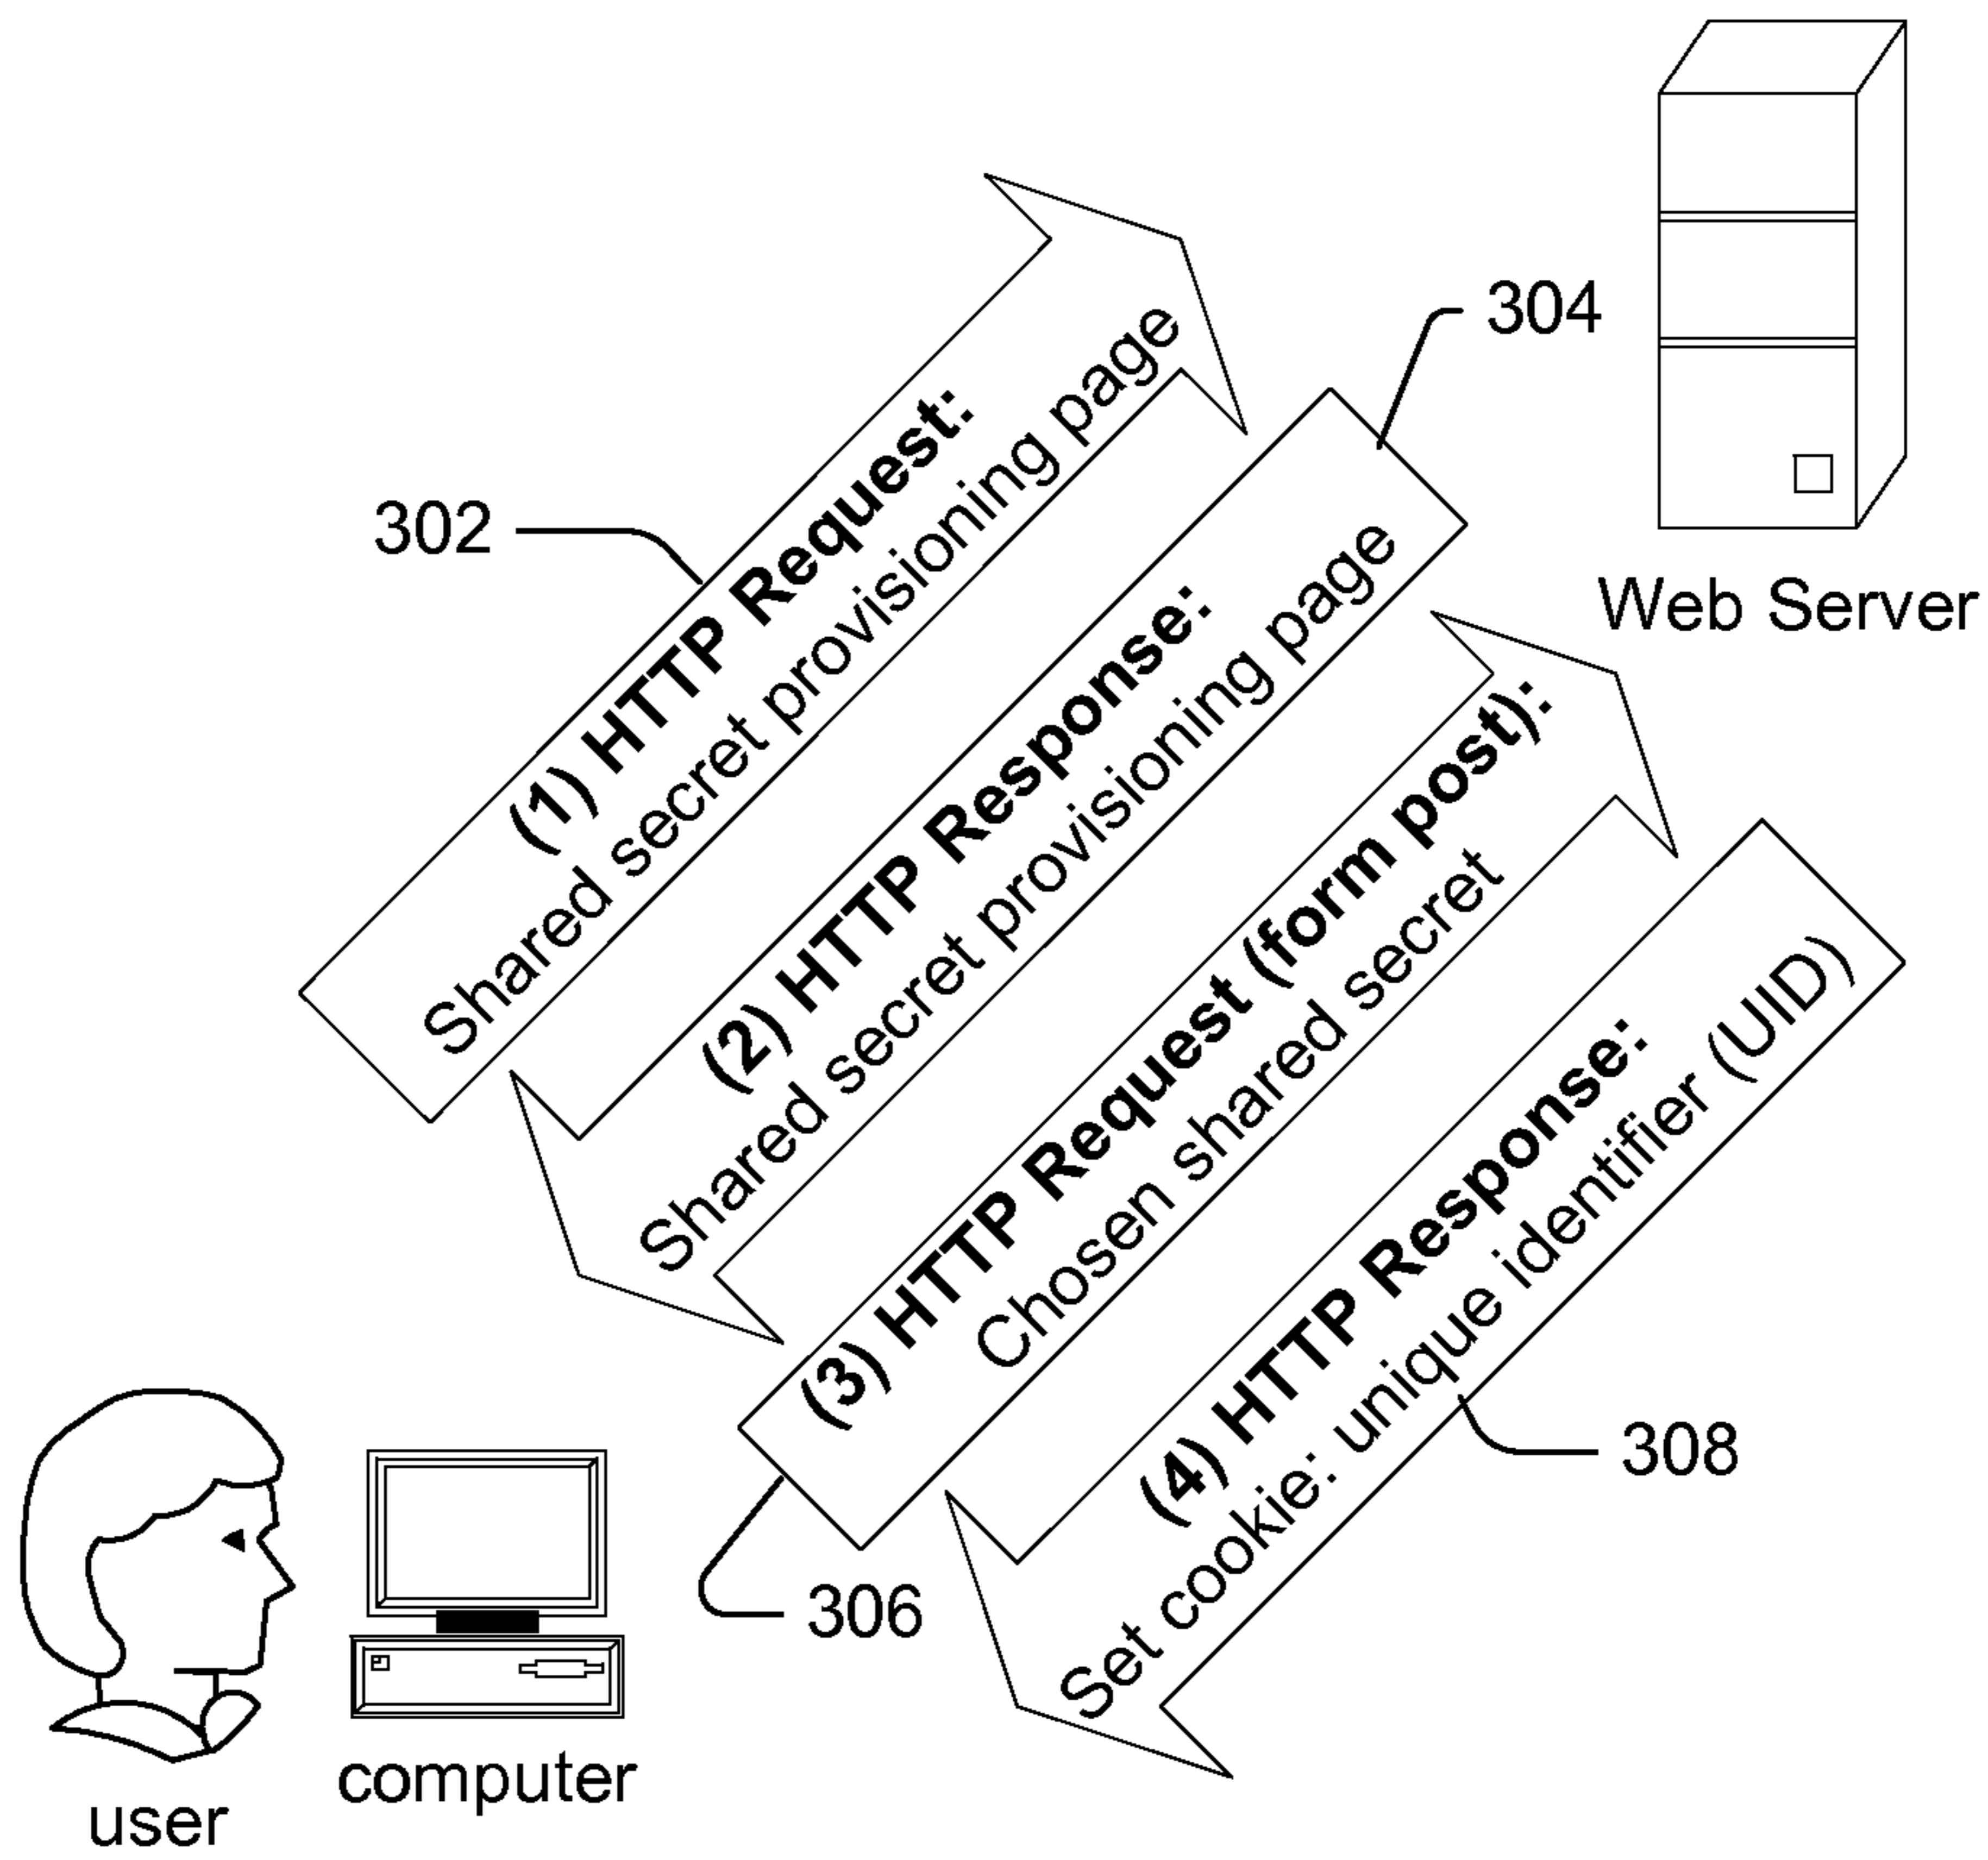 304
302
Web Server
(1) HTTP Request:
Shared secret provisioning page
(2) HTTP Response:
Shared secret provisioning page
(3) HTTP Request (form post):
Chosen shared secret
(4) HTTP Response:
Set cookie: unique identifier (UID)
308
306
computer
user